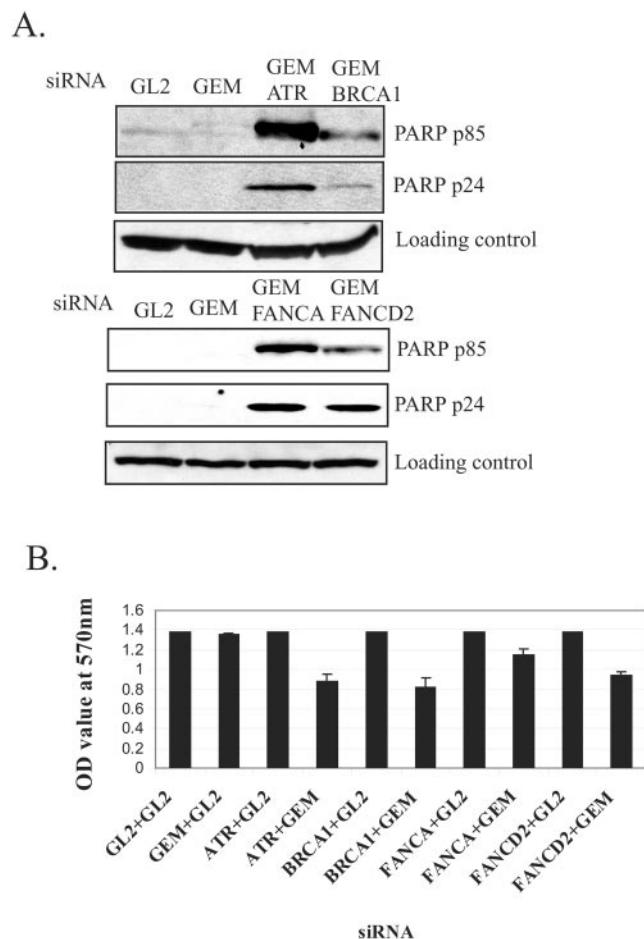 A.
siRNA GL2 GEM GEM ATR GEM BRCA1
PARP p85
PARP p24
Loading control
siRNA GL2 GEM GEM FANCA GEM FANCD2
PARP p85
PARP p24
Loading control
B.
OD value at 570nm
1.6
1.4
1.2
1
0.8
0.6
0.4
0.2
0
GL2+GL2
GEM+GL2
ATR+GL2
ATR+GEM
BRCA1+GL2
BRCA1+GEM
FANCA+GL2
FANCA+GEM
FANCD2+GL2
FANCD2+GEM
siRNA